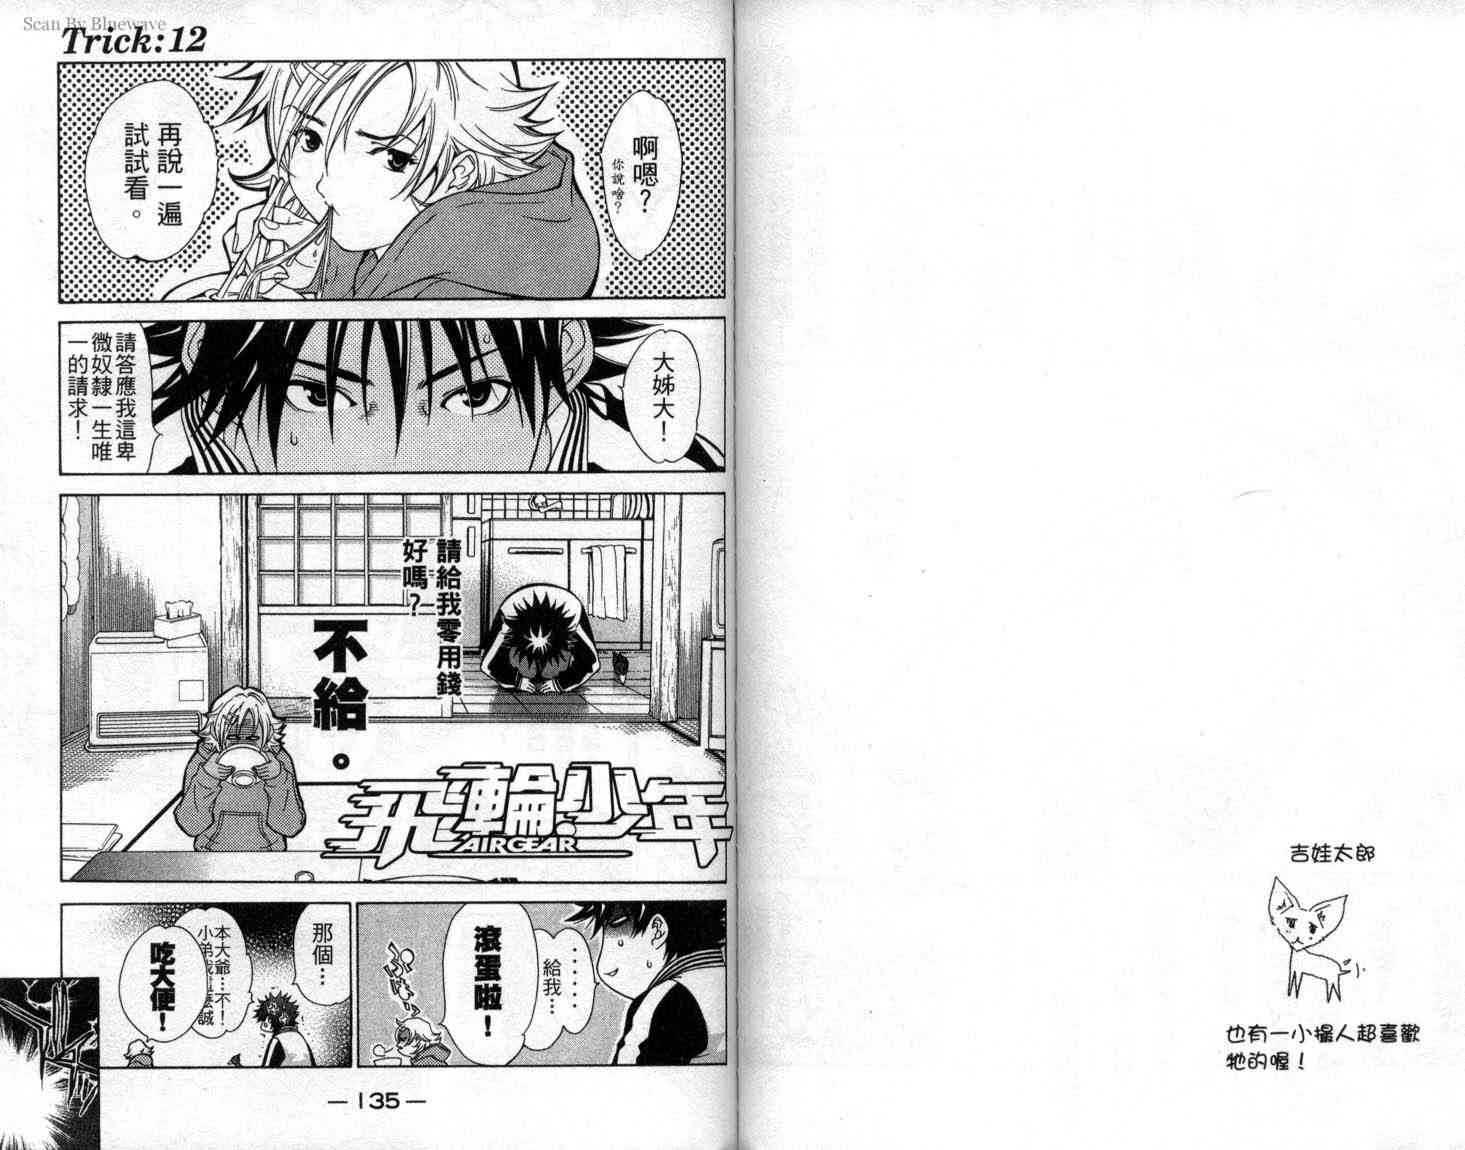 Scan By Bluewave
Trick:12
啊嗯?
你說啥?
再說一遍
試試看。
大姊大!
請答應我這卑
微奴隸一生唯
一的請求!
請給我零用錢
好嗎?
不給。
飛輪少年
AIRGEAR
……
給我…
滾蛋啦!
那個…
本大爺…不!
吃大便!
—135—
吉娃太郎
也有一小撮人超喜歡
牠的喔!